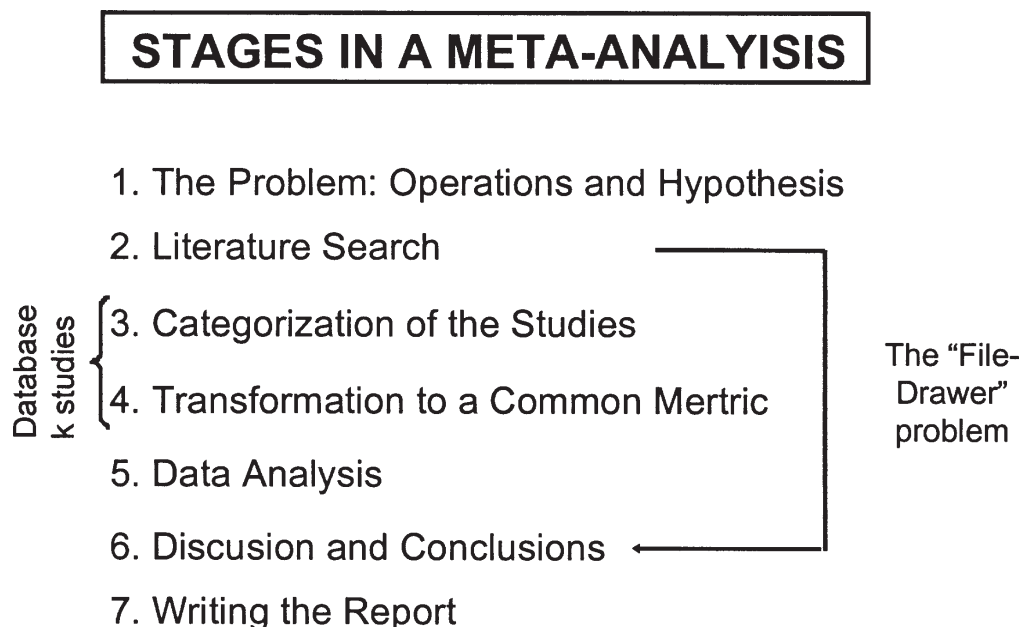 STAGES IN A META-ANALYISIS
1. The Problem: Operations and Hypothesis
2. Literature Search
3. Categorization of the Studies
4. Transformation to a Common Mertric
5. Data Analysis
6. Discusion and Conclusions
7. Writing the Report
Database
k studies
The “File-
Drawer”
problem